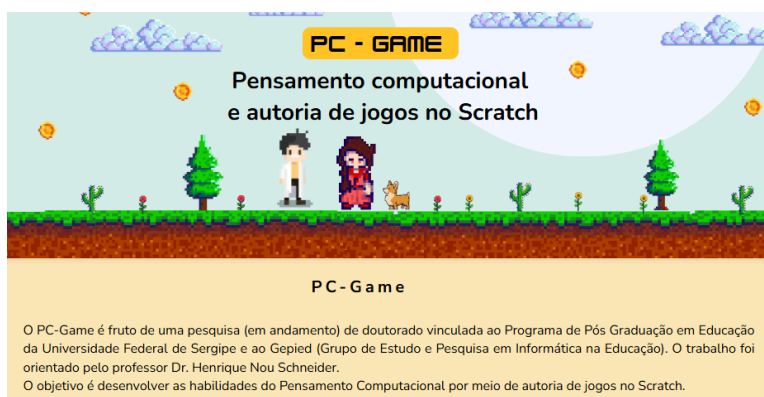 PC - GAME
Pensamento computacional
e autoria de jogos no Scratch
PC-Game
O PC-Game é fruto de uma pesquisa (em andamento) de doutorado vinculada ao Programa de Pós Graduação em Educação
da Universidade Federal de Sergipe e ao Gepied (Grupo de Estudo e Pesquisa em Informática na Educação). O trabalho foi
orientado pelo professor Dr. Henrique Nou Schneider.
O objetivo é desenvolver as habilidades do Pensamento Computacional por meio de autoria de jogos no Scratch.